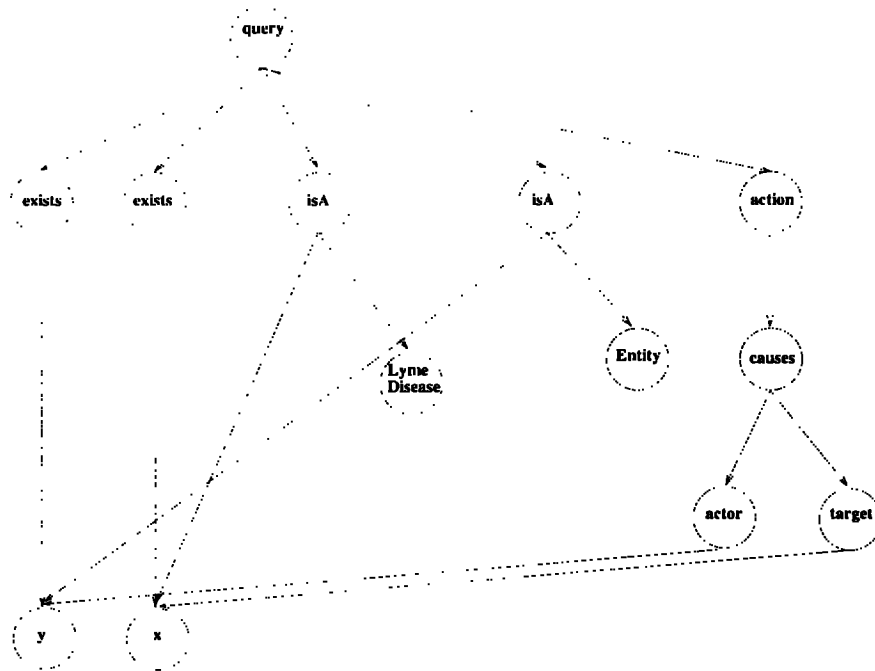 query
exists
exists
isA
isA
action
Lyme
Disease
Entity
causes
actor
target
y
x